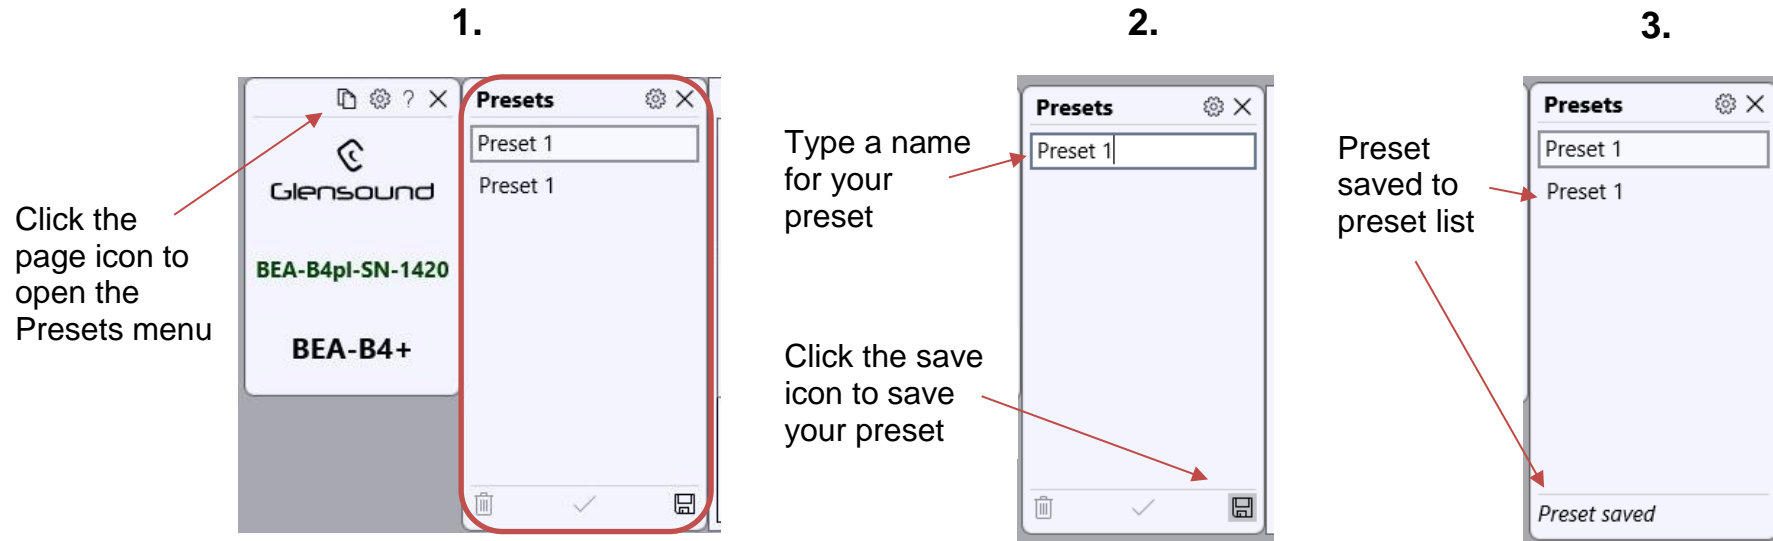 1.
Click the
page icon to
open the
Presets menu
?
Glensound
BEA-B4pl-SN-1420
BEA-B4+
Presets
Preset 1
Preset 1
2.
Type a name
for your
preset
Click the save
icon to save
your preset
Presets
Preset 1
3.
Preset
saved to
preset list
Presets
Preset 1
Preset 1
Preset saved